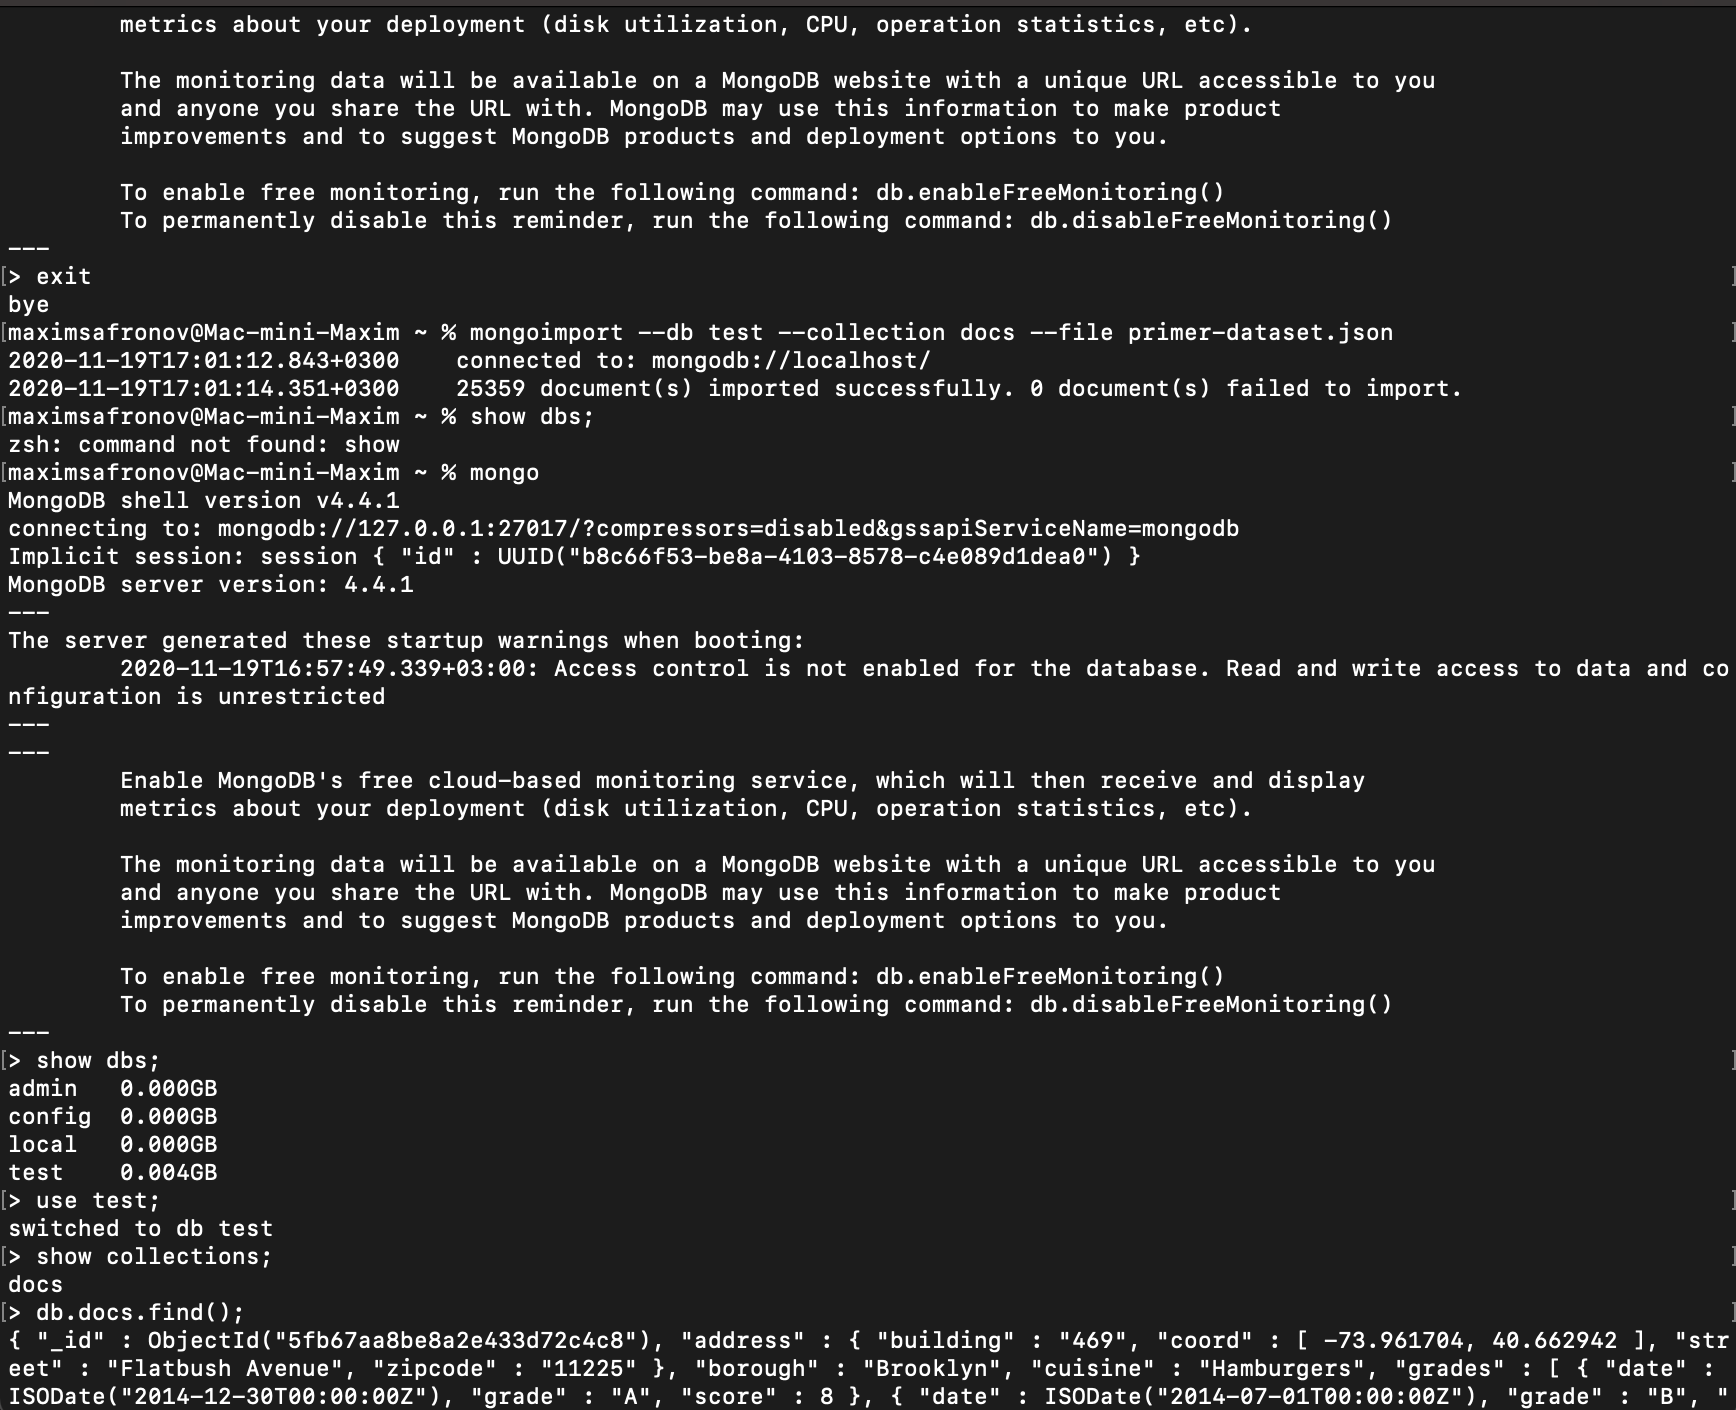 metrics about your deployment (disk utilization, CPU, operation statistics, etc).
The monitoring data will be available on a MongoDB website with a unique URL accessible to you
and anyone you share the URL with. MongoDB may use this information to make product
improvements and to suggest MongoDB products and deployment options to you.
To enable free monitoring, run the following command: db.enableFreeMonitoring()
To permanently disable this reminder, run the following command: db.disableFreeMonitoring()
---
[> exit ]
bye
[maximsafronov@Mac-mini-Maxim ~ % mongoimport --db test --collection docs --file primer-dataset.json ]
2020-11-19T17:01:12.843+0300 connected to: mongodb://localhost/
2020-11-19T17:01:14.351+0300 25359 document(s) imported successfully. 0 document(s) failed to import.
[maximsafronov@Mac-mini-Maxim ~ % show dbs; ]
zsh: command not found: show
[maximsafronov@Mac-mini-Maxim ~ % mongo ]
MongoDB shell version v4.4.1
connecting to: mongodb://127.0.0.1:27017/?compressors=disabled&gssapiServiceName=mongodb
Implicit session: session { "id" : UUID("b8c66f53-be8a-4103-8578-c4e089d1dea0") }
MongoDB server version: 4.4.1
---
The server generated these startup warnings when booting:
2020-11-19T16:57:49.339+03:00: Access control is not enabled for the database. Read and write access to data and co
nfiguration is unrestricted
---
---
Enable MongoDB's free cloud-based monitoring service, which will then receive and display
metrics about your deployment (disk utilization, CPU, operation statistics, etc).
The monitoring data will be available on a MongoDB website with a unique URL accessible to you
and anyone you share the URL with. MongoDB may use this information to make product
improvements and to suggest MongoDB products and deployment options to you.
To enable free monitoring, run the following command: db.enableFreeMonitoring()
To permanently disable this reminder, run the following command: db.disableFreeMonitoring()
---
[> show dbs; ]
admin 0.000GB
config 0.000GB
local 0.000GB
test 0.004GB
[> use test; ]
switched to db test
[> show collections; ]
docs
[> db.docs.find(); ]
{ "_id" : ObjectId("5fb67aa8be8a2e433d72c4c8"), "address" : { "building" : "469", "coord" : [ -73.961704, 40.662942 ], "str
eet" : "Flatbush Avenue", "zipcode" : "11225" }, "borough" : "Brooklyn", "cuisine" : "Hamburgers", "grades" : [ { "date" :
ISODate("2014-12-30T00:00:00Z"), "grade" : "A", "score" : 8 }, { "date" : ISODate("2014-07-01T00:00:00Z"), "grade" : "B", "